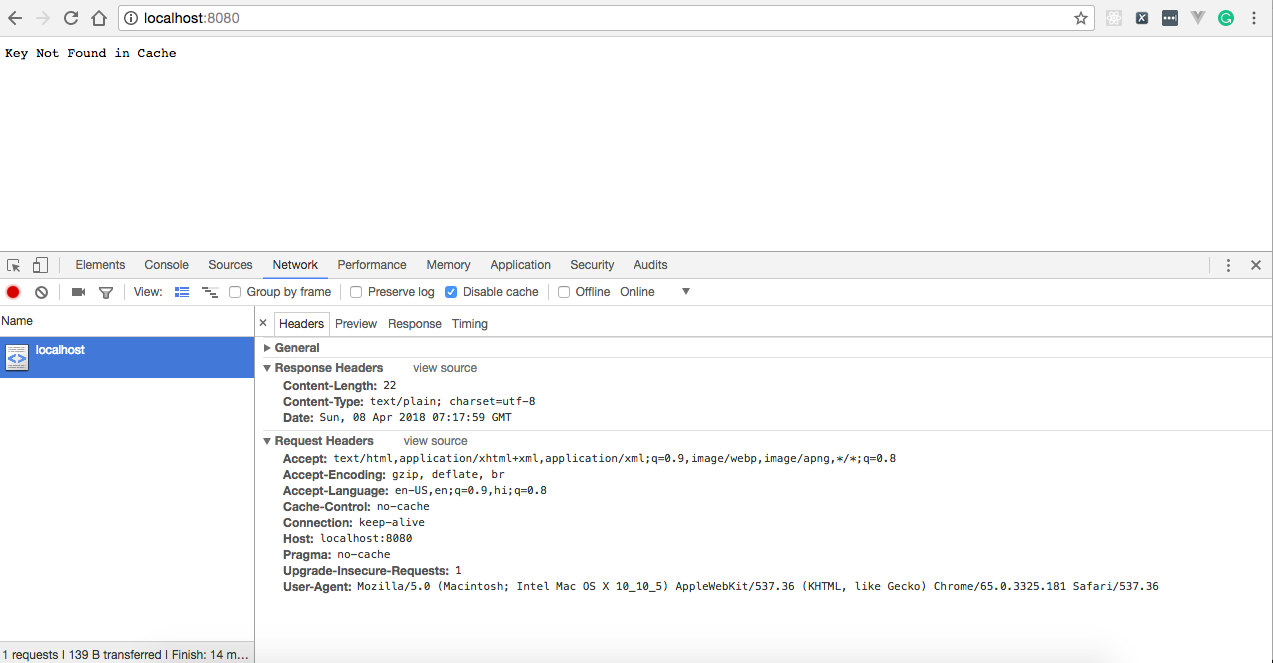 localhost:8080
Key Not Found in Cache
Elements Console Sources Network Performance Memory Application Security Audits
View: Group by frame Preserve log Disable cache Offline Online
Name
Headers Preview Response Timing
localhost
General
Response Headers view source
Content-Length: 22
Content-Type: text/plain; charset=utf-8
Date: Sun, 08 Apr 2018 07:17:59 GMT
Request Headers view source
Accept: text/html,application/xhtml+xml,application/xml;q=0.9,image/webp,image/apng,*/*;q=0.8
Accept-Encoding: gzip, deflate, br
Accept-Language: en-US,en;q=0.9,hi;q=0.8
Cache-Control: no-cache
Connection: keep-alive
Host: localhost:8080
Pragma: no-cache
Upgrade-Insecure-Requests: 1
User-Agent: Mozilla/5.0 (Macintosh; Intel Mac OS X 10_10_5) AppleWebKit/537.36 (KHTML, like Gecko) Chrome/65.0.3325.181 Safari/537.36
1 requests | 139 B transferred | Finish: 14 m...